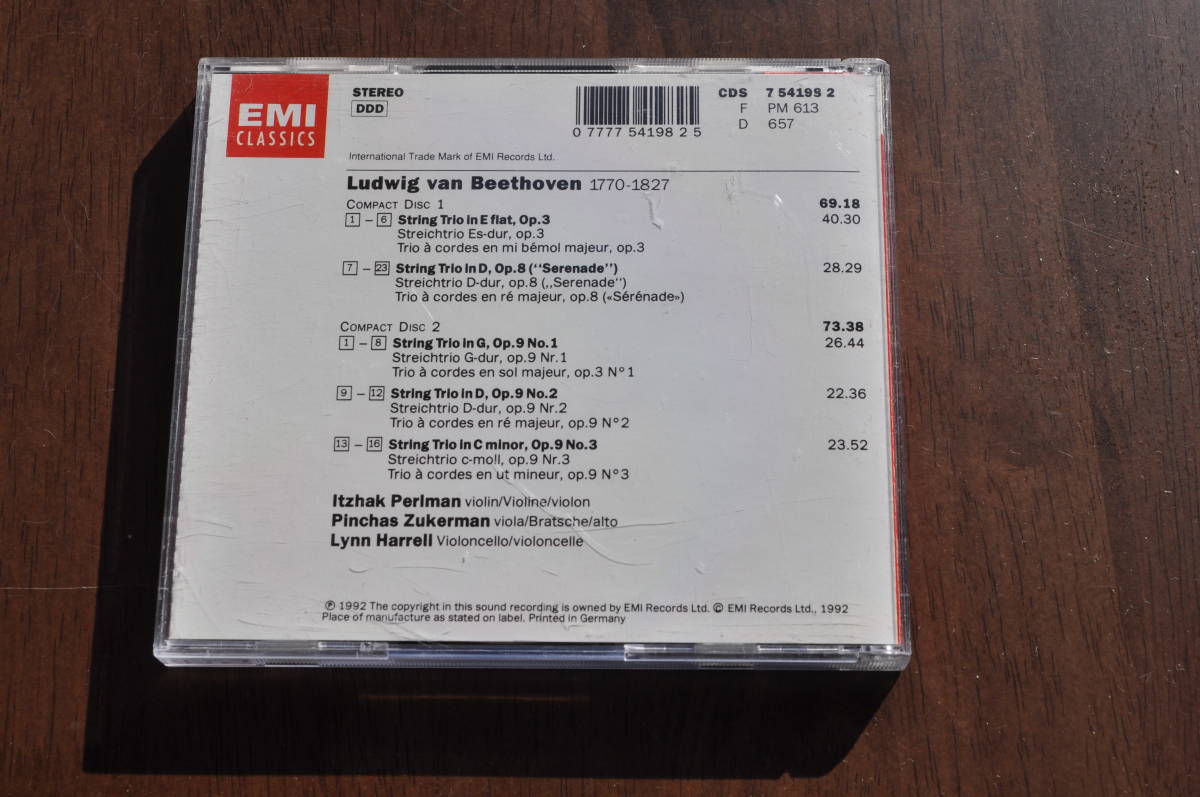 EMI
CLASSICS
STEREO
DDD
0 7777 54198 2 5
CDS 7 54198 2
F PM 613
D 657
International Trade Mark of EMI Records Ltd.
Ludwig van Beethoven 1770-1827
COMPACT DISC 1 69.18
1 – 6 String Trio in E flat, Op.3 40.30
Streichtrio Es-dur, op.3
Trio à cordes en mi bémol majeur, op.3
7 – 23 String Trio in D, Op.8 (‘‘Serenade’’) 28.29
Streichtrio D-dur, op.8 (,,Serenade‘‘)
Trio à cordes en ré majeur, op.8 («Sérénade»)
COMPACT DISC 2 73.38
1 – 8 String Trio in G, Op.9 No.1 26.44
Streichtrio G-dur, op.9 Nr.1
Trio à cordes en sol majeur, op.3 Nº1
9 – 12 String Trio in D, Op.9 No.2 22.36
Streichtrio D-dur, op.9 Nr.2
Trio à cordes en ré majeur, op.9 Nº2
13 – 16 String Trio in C minor, Op.9 No.3 23.52
Streichtrio c-moll, op.9 Nr.3
Trio à cordes en ut mineur, op.9 Nº3
Itzhak Perlman violin/Violine/violon
Pinchas Zukerman viola/Bratsche/alto
Lynn Harrell Violoncello/violoncelle
℗ 1992 The copyright in this sound recording is owned by EMI Records Ltd. © EMI Records Ltd., 1992
Place of manufacture as stated on label. Printed in Germany